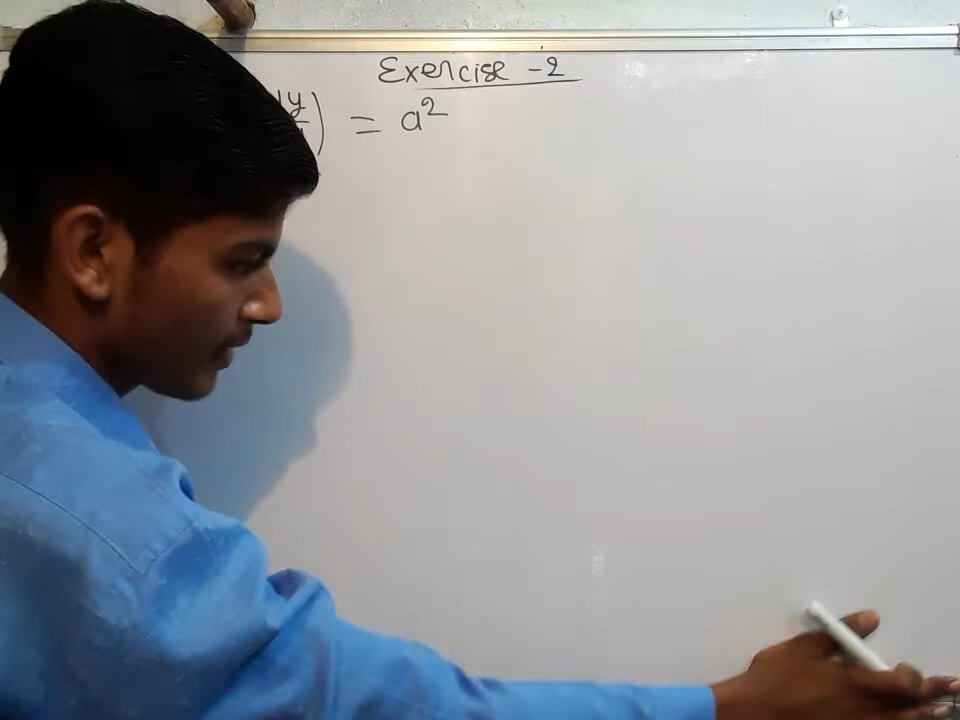 Exercise -2
y) = a²